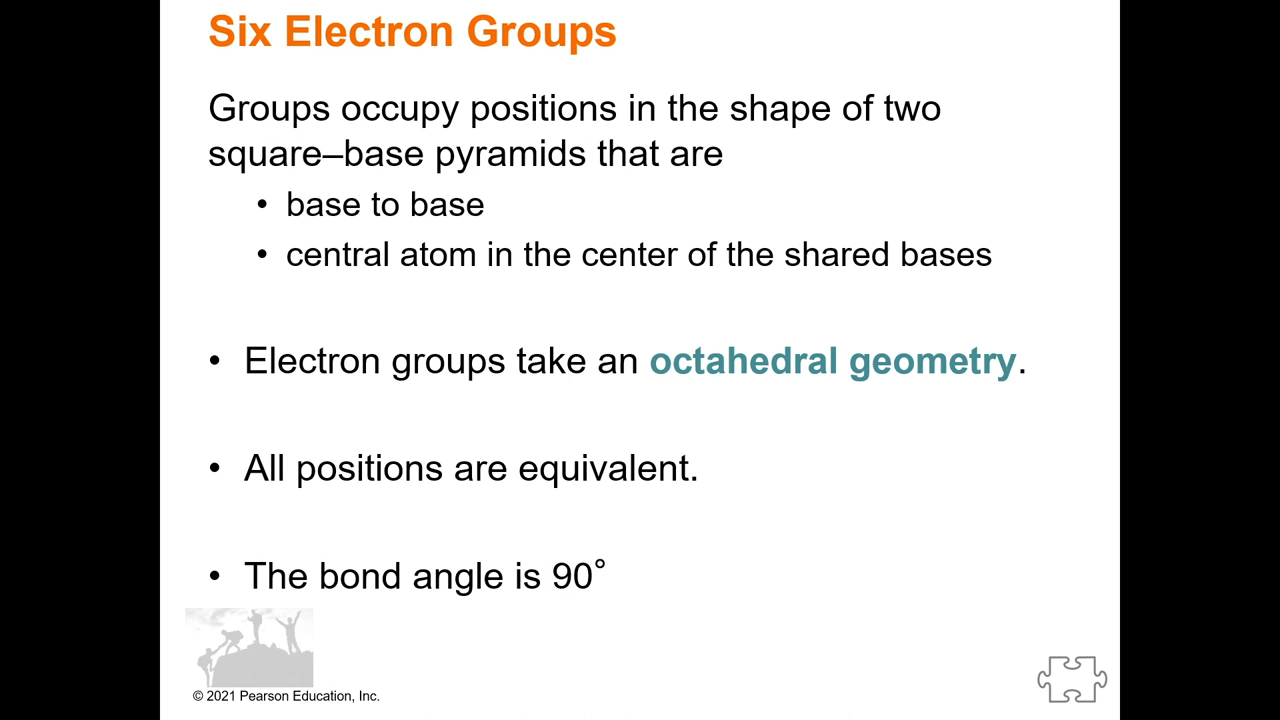 Six Electron Groups
Groups occupy positions in the shape of two
square–base pyramids that are
• base to base
• central atom in the center of the shared bases
• Electron groups take an octahedral geometry.
• All positions are equivalent.
• The bond angle is 90°
© 2021 Pearson Education, Inc.